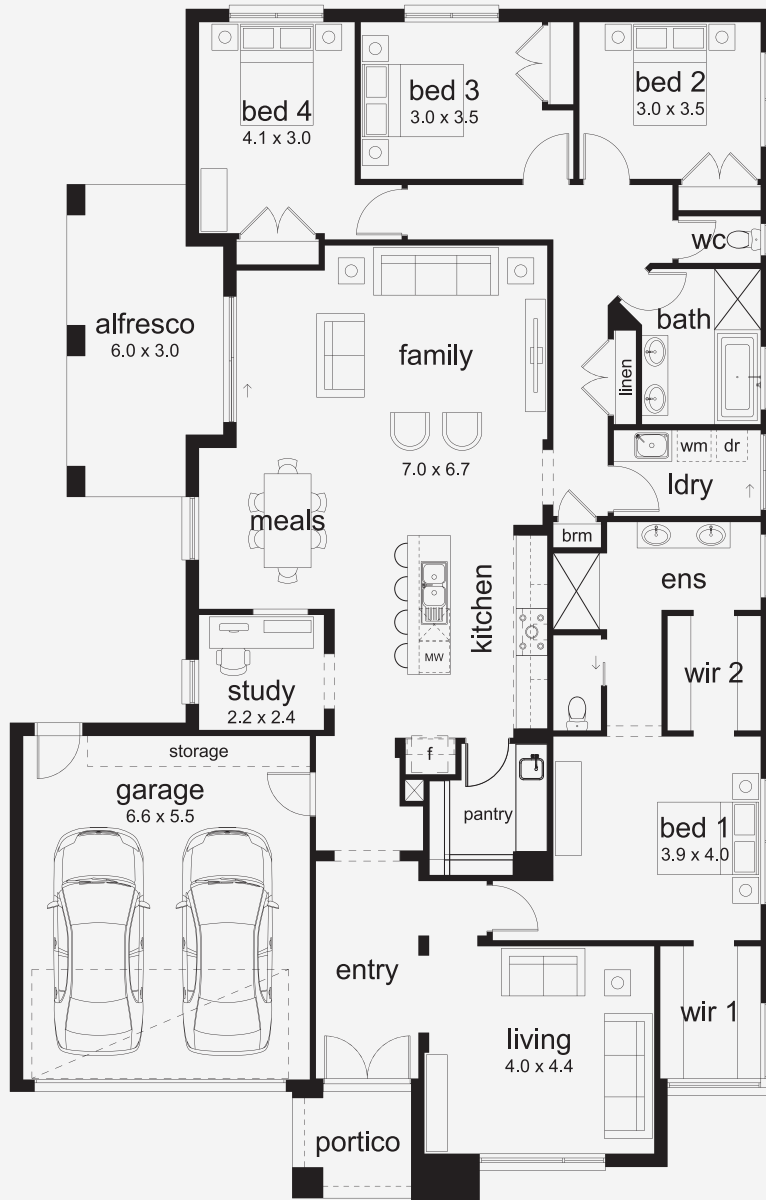 bed 4
4.1 x 3.0
bed 3
3.0 x 3.5
bed 2
3.0 x 3.5
wc
alfresco
6.0 x 3.0
family
bath
linen
7.0 x 6.7
wm
dr
ldry
meals
brm
kitchen
ens
MW
study
2.2 x 2.4
wir 2
storage
f
garage
6.6 x 5.5
pantry
bed 1
3.9 x 4.0
entry
living
4.0 x 4.4
wir 1
portico